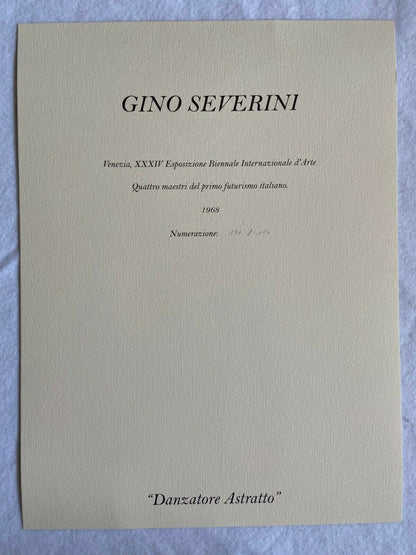 GINO SEVERINI
Venezia, XXXIV Esposizione Biennale Internazionale d'Arte
Quattro maestri del primo futurismo italiano.
1968
Numerazione: /
"Danzatore Astratto"